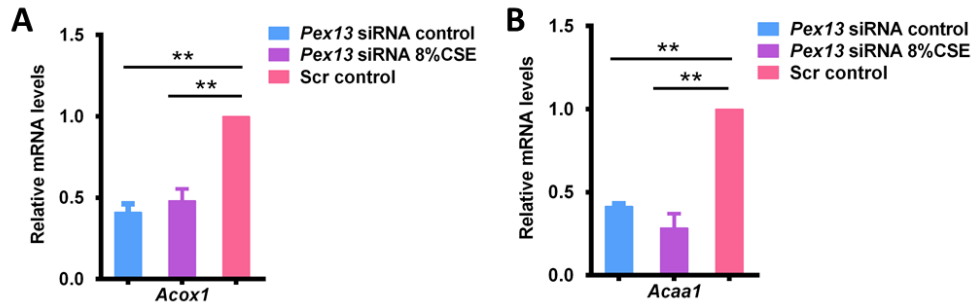 A
Relative mRNA levels
1.5
1.0
0.5
0.0
**
**
Acox1
Pex13 siRNA control
Pex13 siRNA 8%CSE
Scr control
B
Relative mRNA levels
1.5
1.0
0.5
0.0
**
**
Acaa1
Pex13 siRNA control
Pex13 siRNA 8%CSE
Scr control